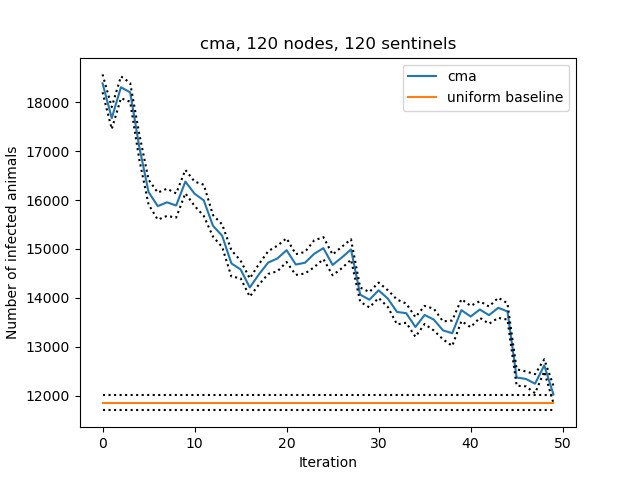 cma, 120 nodes, 120 sentinels
cma
uniform baseline
Number of infected animals
18000
17000
16000
15000
14000
13000
12000
0 10 20 30 40 50
Iteration